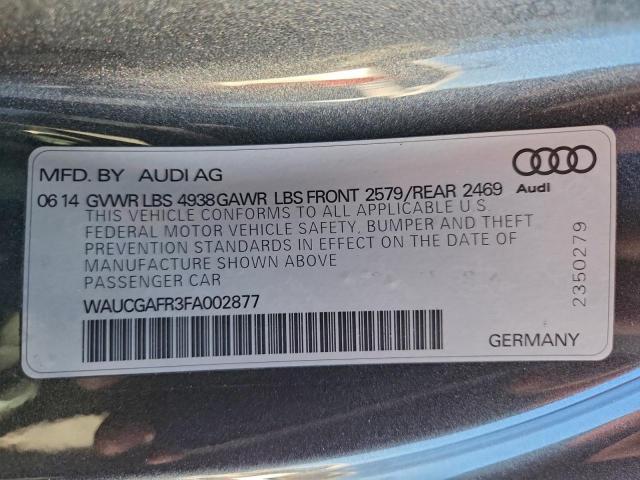 MFD. BY AUDI AG
06 14 GVWR LBS 4938 GAWR LBS FRONT 2579/REAR 2469
Audi
THIS VEHICLE CONFORMS TO ALL APPLICABLE U S.
FEDERAL MOTOR VEHICLE SAFETY, BUMPER AND THEFT
PREVENTION STANDARDS IN EFFECT ON THE DATE OF
MANUFACTURE SHOWN ABOVE
PASSENGER CAR
WAUCGAFR3FA002877
GERMANY
2350279